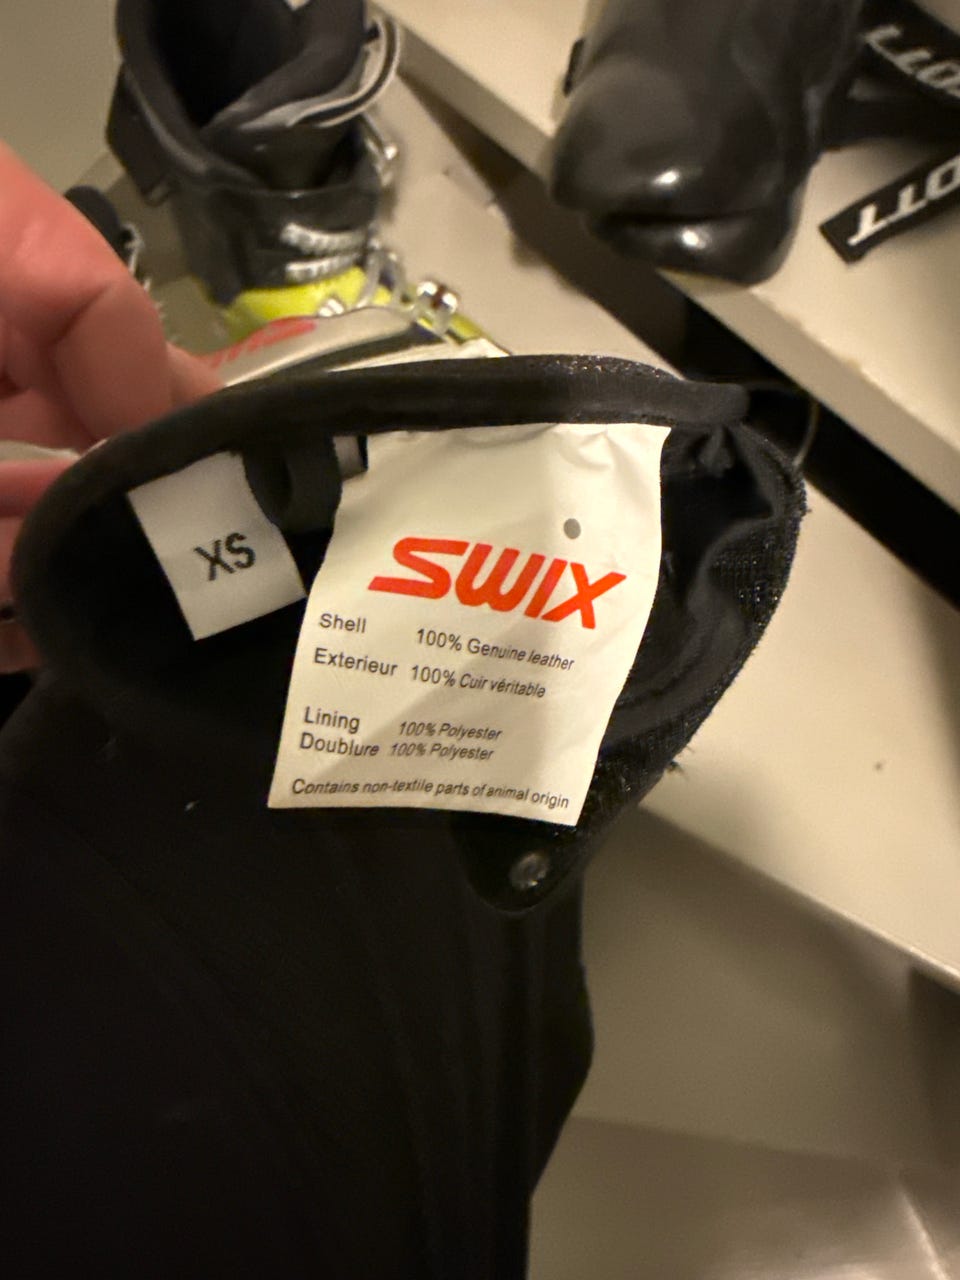 XS
SWIX
Shell 100% Genuine leather
Exterieur 100% Cuir véritable
Lining 100% Polyester
Doublure 100% Polyester
Contains non-textile parts of animal origin